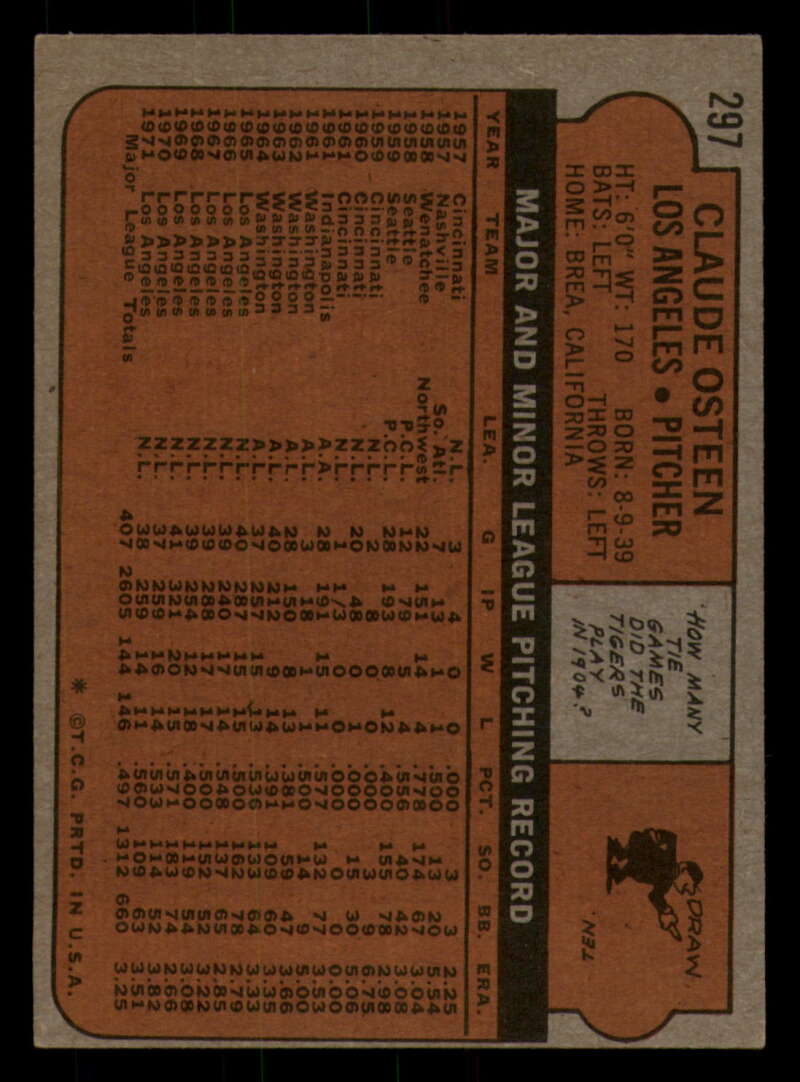 297
CLAUDE OSTEEN
LOS ANGELES • PITCHER
HT: 6'0" WT: 170 BORN: 8-9-39
BATS: LEFT THROWS: LEFT
HOME: BREA, CALIFORNIA
HOW MANY
TIE
GAMES
DID THE
TIGERS
PLAY
IN 1904?
DRAW
TEN
MAJOR AND MINOR LEAGUE PITCHING RECORD
YEAR TEAM LEA. G IP W L PCT. SO. BB. ERA.
1957 Cincinnati N.L. 3 4 0 0 .000 3 3 2.25
1957 Nashville So. Atl. 7 13 1 1 .500 13 20 5.54
1958 Wenatchee Northwest 22 151 14 4 .778 174 67 3.04
1958 Seattle P.C.L. 12 79 5 4 .556 40 42 3.08
1959 Seattle P.C.L. 28 193 8 12 .400 155 78 2.98
1959 Cincinnati N.L. 2 8 0 0 .000 3 9 6.75
1960 Cincinnati N.L. 20 48 0 1 .000 15 30 5.06
1961 Cincinnati N.L. 1 1/3 0 0 .000 0 0 0.00
1961 Indianapolis A.A. 28 191 15 11 .577 132 77 3.53
1961 Washington A.L. 3 18 1 1 .500 14 9 5.00
1962 Washington A.L. 28 150 8 13 .381 59 47 3.66
1963 Washington A.L. 40 212 9 14 .391 109 60 3.35
1964 Washington A.L. 37 257 15 13 .536 133 64 3.33
1965 Los Angeles N.L. 40 287 15 15 .500 162 78 2.79
1966 Los Angeles N.L. 39 240 17 14 .548 137 65 2.85
1967 Los Angeles N.L. 39 288 17 17 .500 152 52 3.22
1968 Los Angeles N.L. 39 254 12 18 .400 119 54 3.08
1969 Los Angeles N.L. 41 321 20 15 .571 183 74 2.66
1970 Los Angeles N.L. 37 259 16 14 .533 114 52 3.82
1971 Los Angeles N.L. 38 259 14 11 .560 109 63 3.51
Major League Totals 407 2605 144 146 .497 1312 660 3.25
* ©T.C.G. PRTD. IN U.S.A.